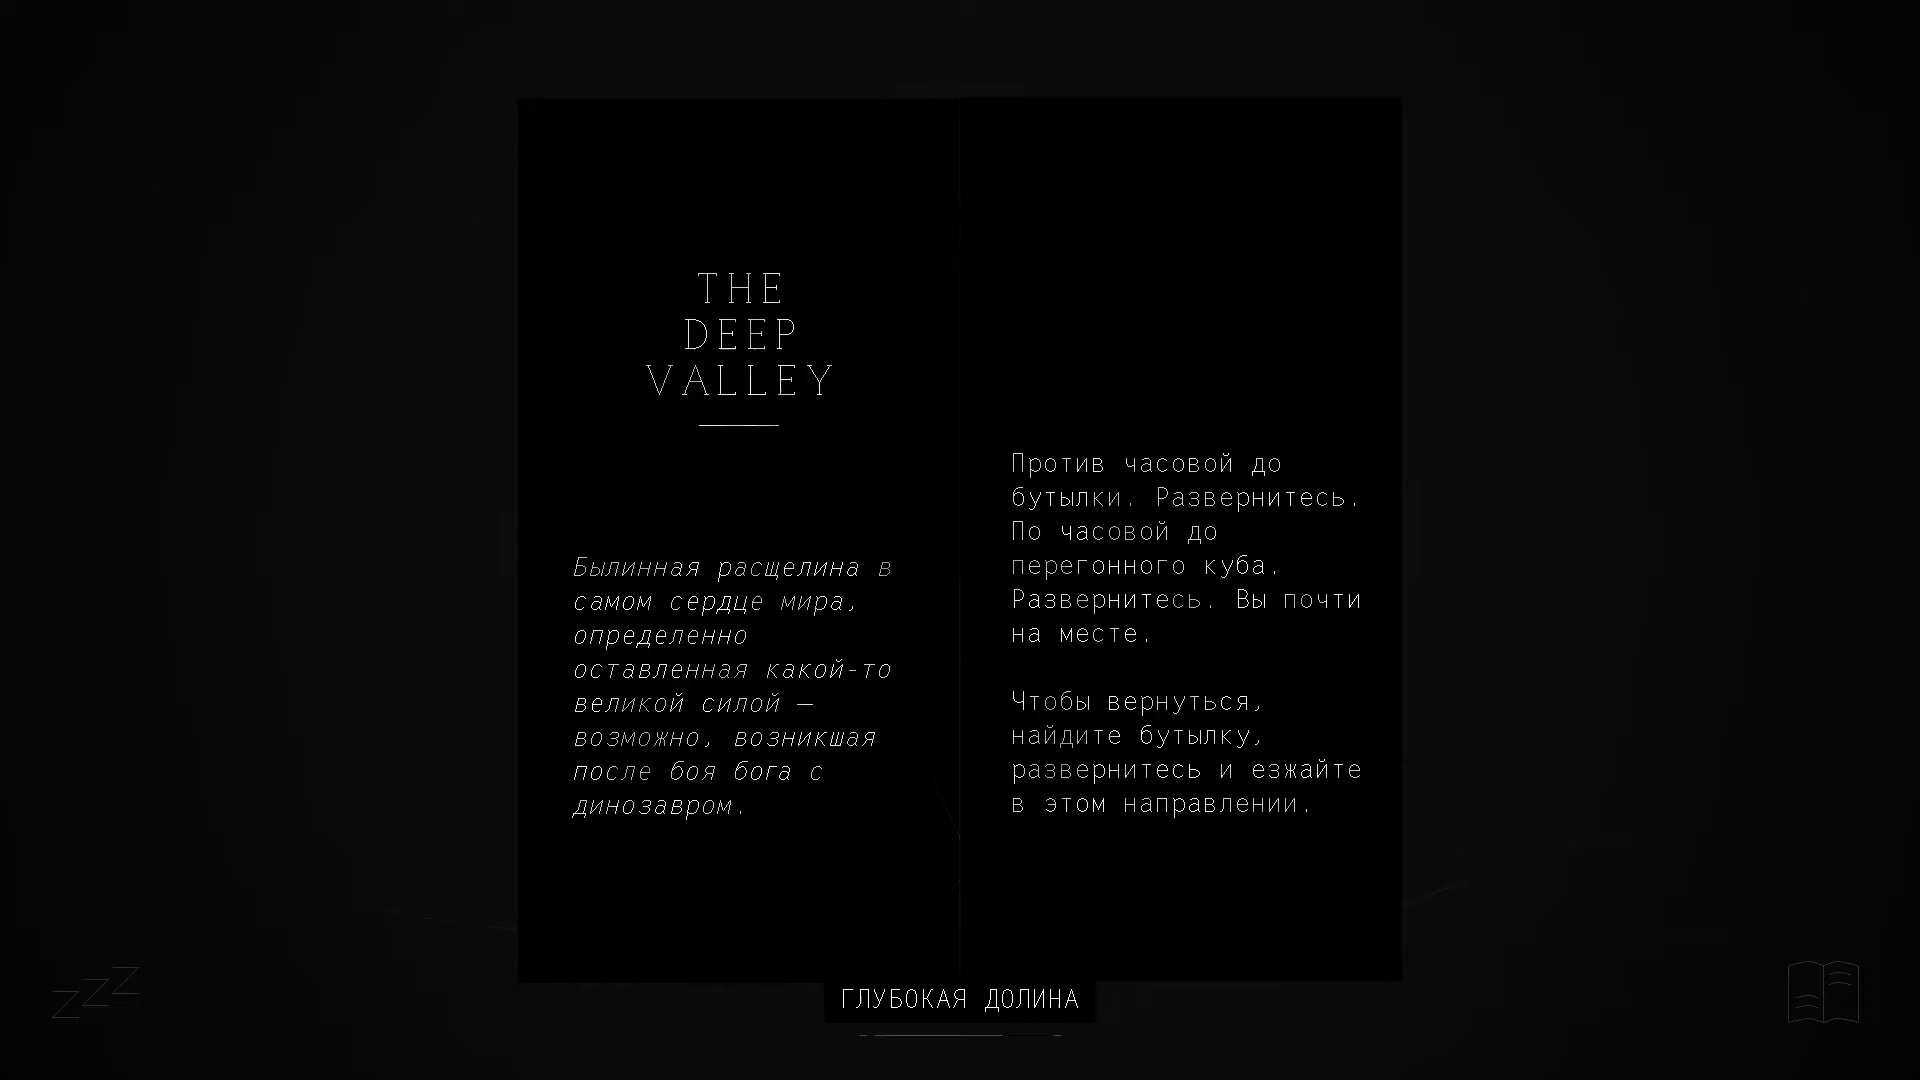 THE
DEEP
VALLEY
Былинная расщелина в
самом сердце мира,
определенно
оставленная какой-то
великой силой —
возможно, возникшая
после боя бога с
динозавром.
Против часовой до
бутылки. Развернитесь.
По часовой до
перегонного куба.
Развернитесь. Вы почти
на месте.
Чтобы вернуться,
найдите бутылку,
развернитесь и езжайте
в этом направлении.
ГЛУБОКАЯ ДОЛИНА
zzz